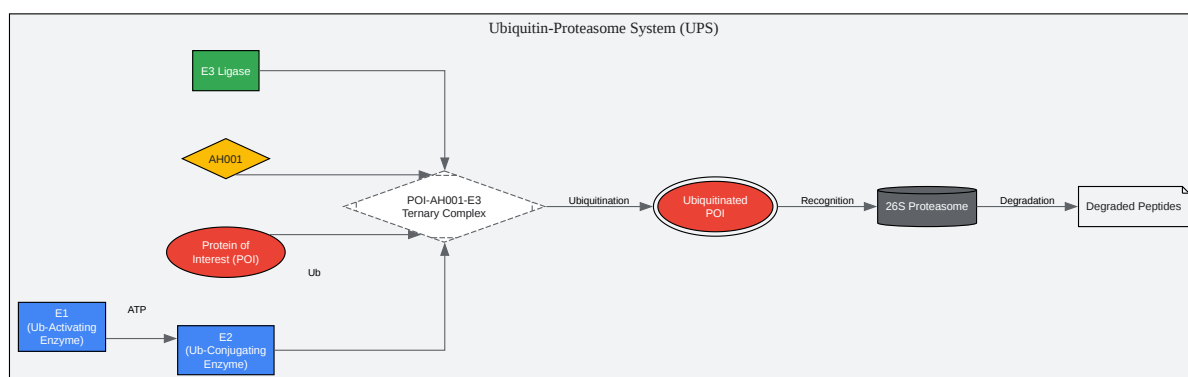 Ubiquitin-Proteasome System (UPS)
E3 Ligase
AH001
POI-AH001-E3
Ternary Complex
Ubiquitination
Ubiquitinated
POI
Recognition
26S Proteasome
Degradation
Degraded Peptides
Protein of
Interest (POI)
Ub
E1
(Ub-Activating
Enzyme)
ATP
E2
(Ub-Conjugating
Enzyme)